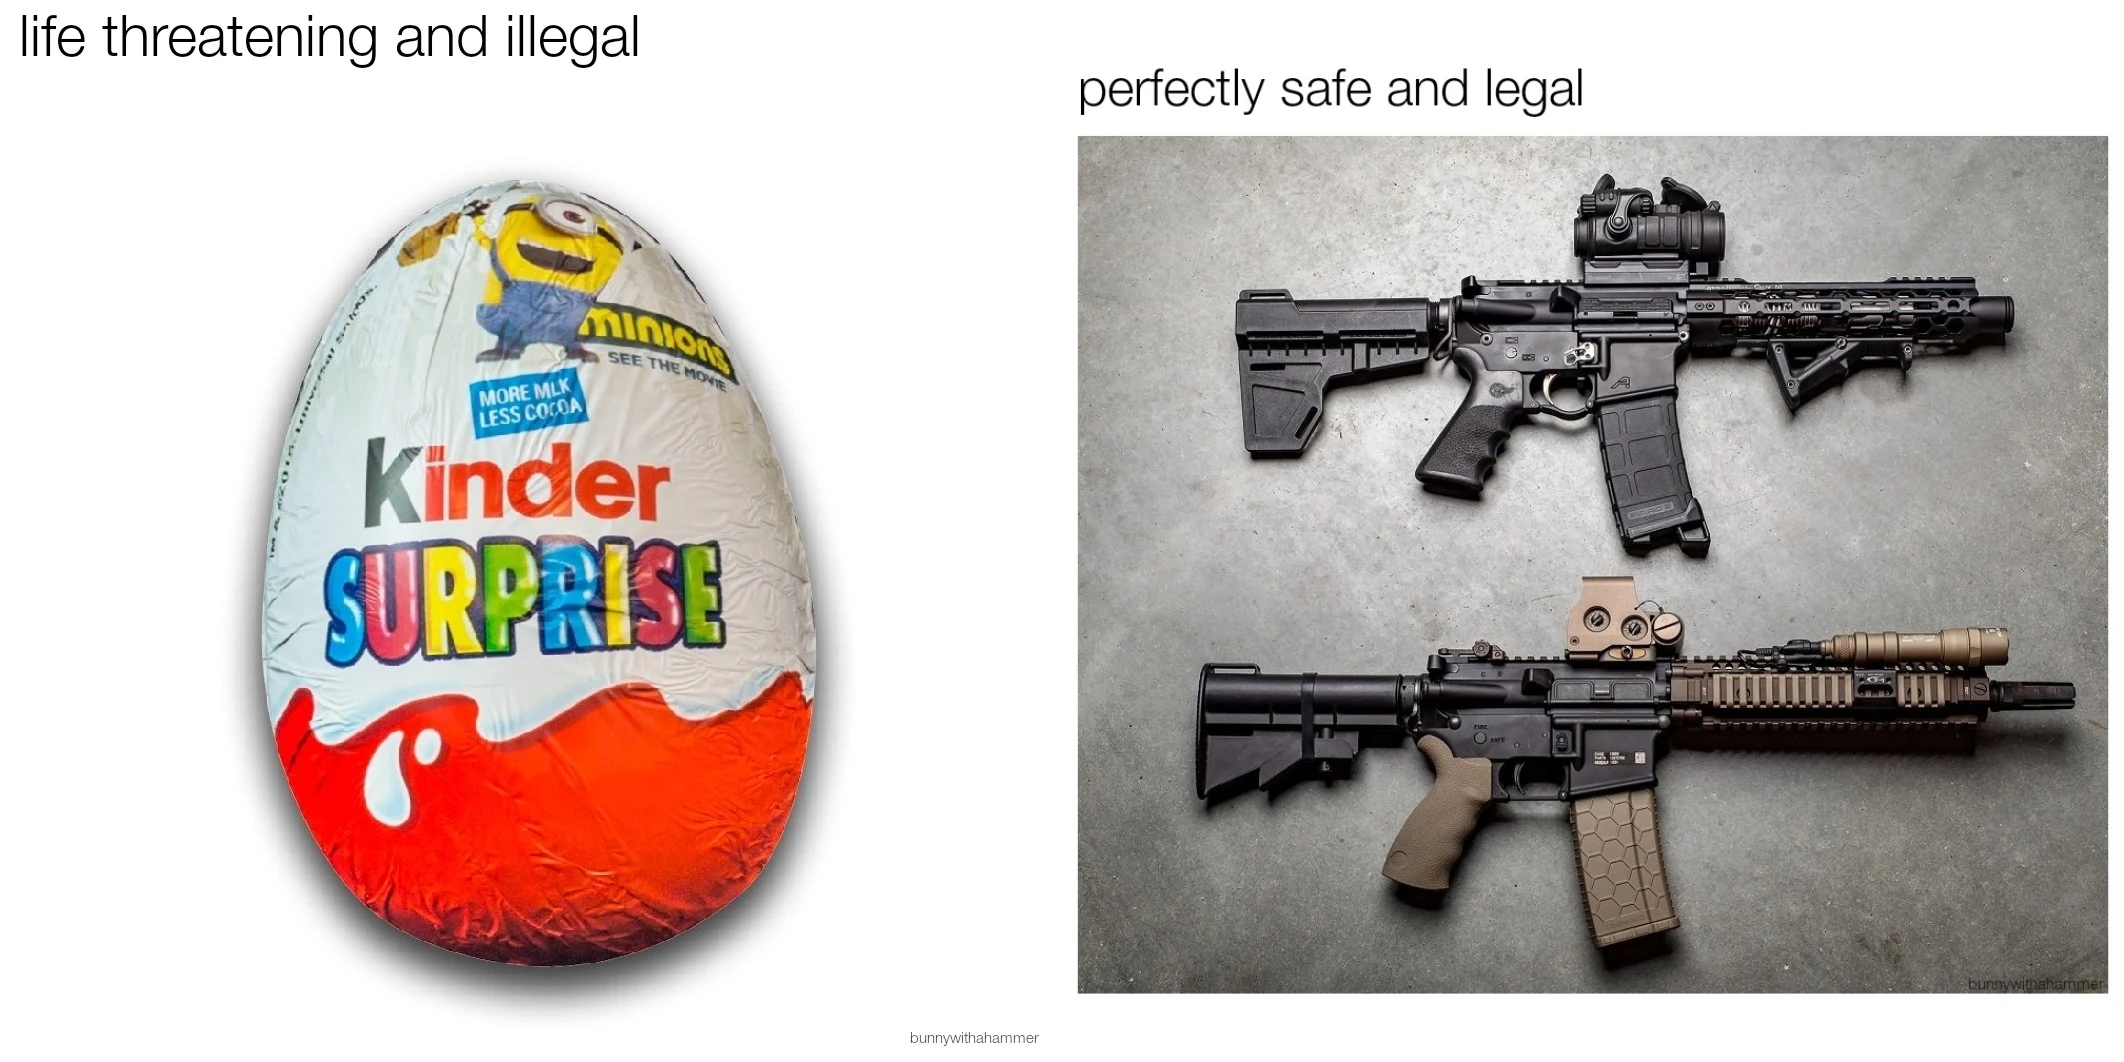 life threatening and illegal
perfectly safe and legal
minions
SEE THE MOVIE
MORE MLK
LESS COCOA
kinder
SURPRISE
bunnywithahammer
bunnywithahammer